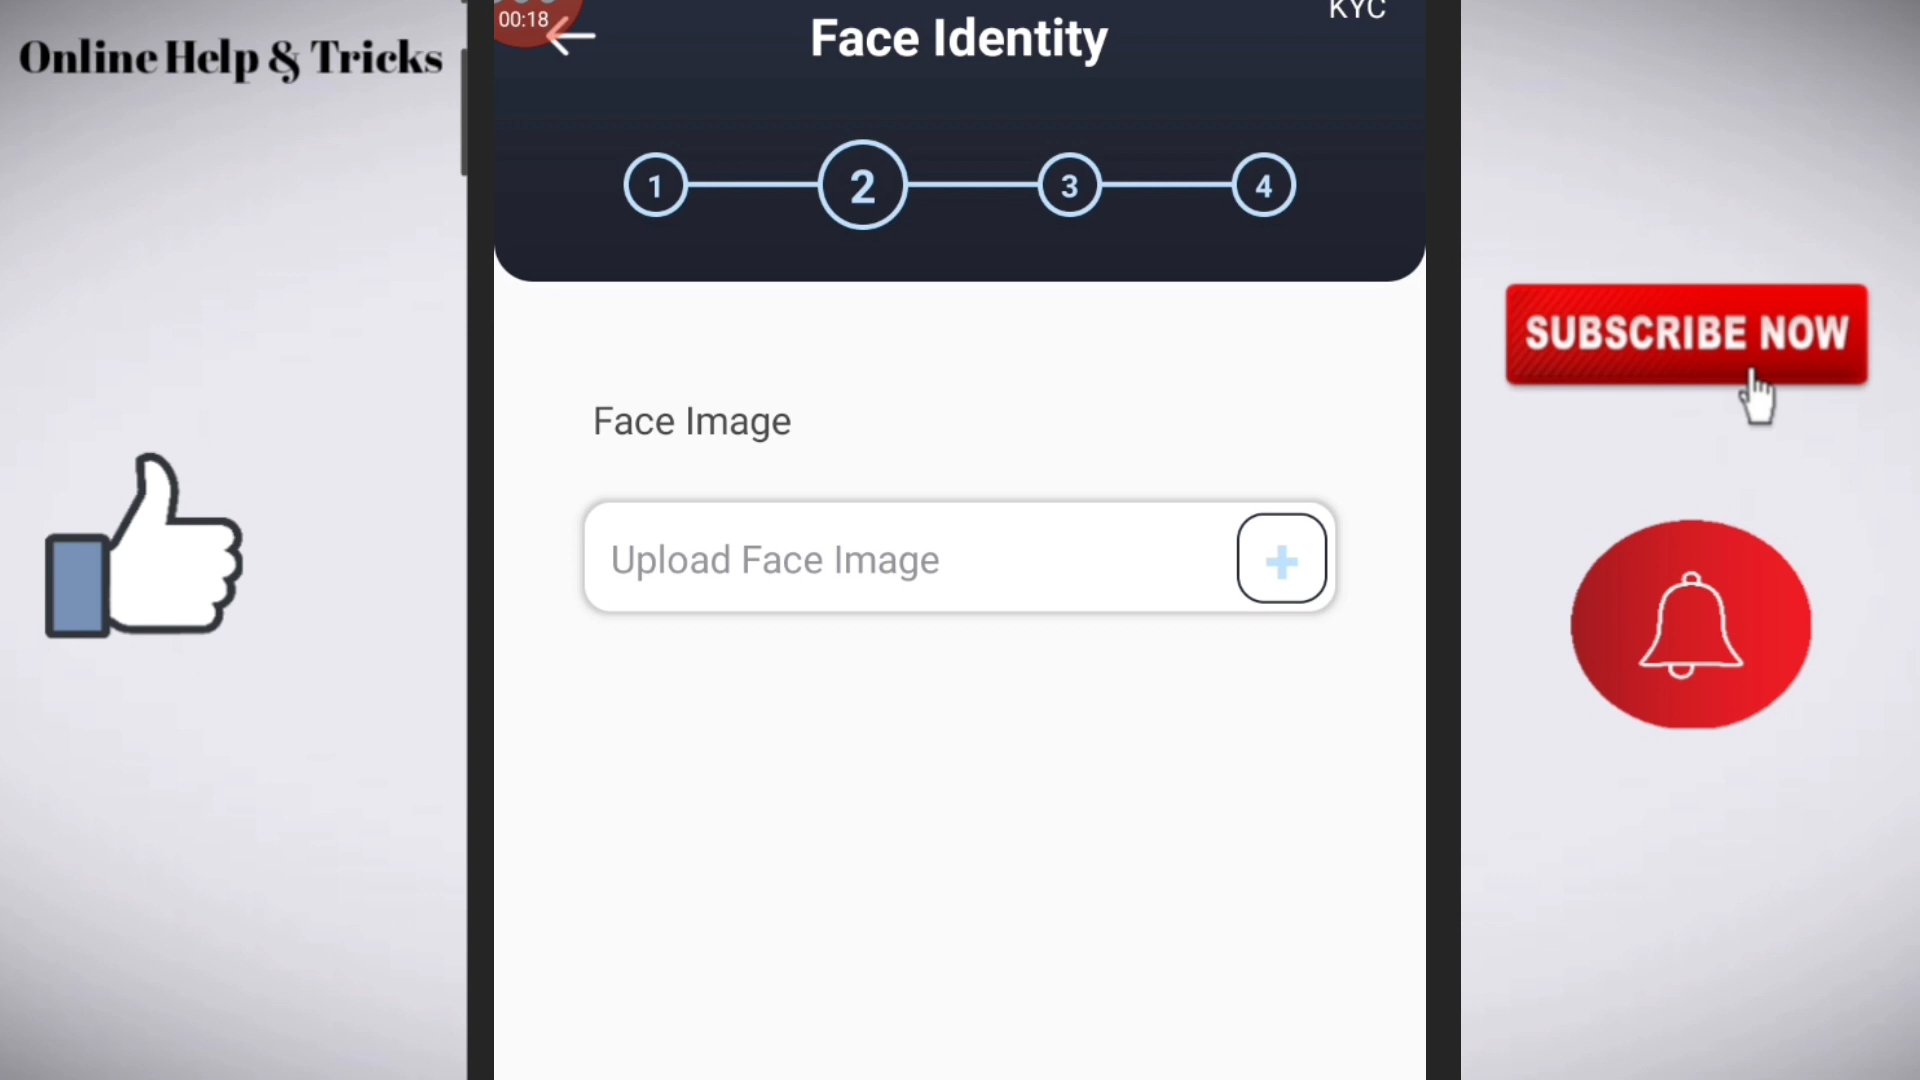 Online Help & Tricks
00:18
KYC
Face Identity
1
2
3
4
SUBSCRIBE NOW
Face Image
Upload Face Image